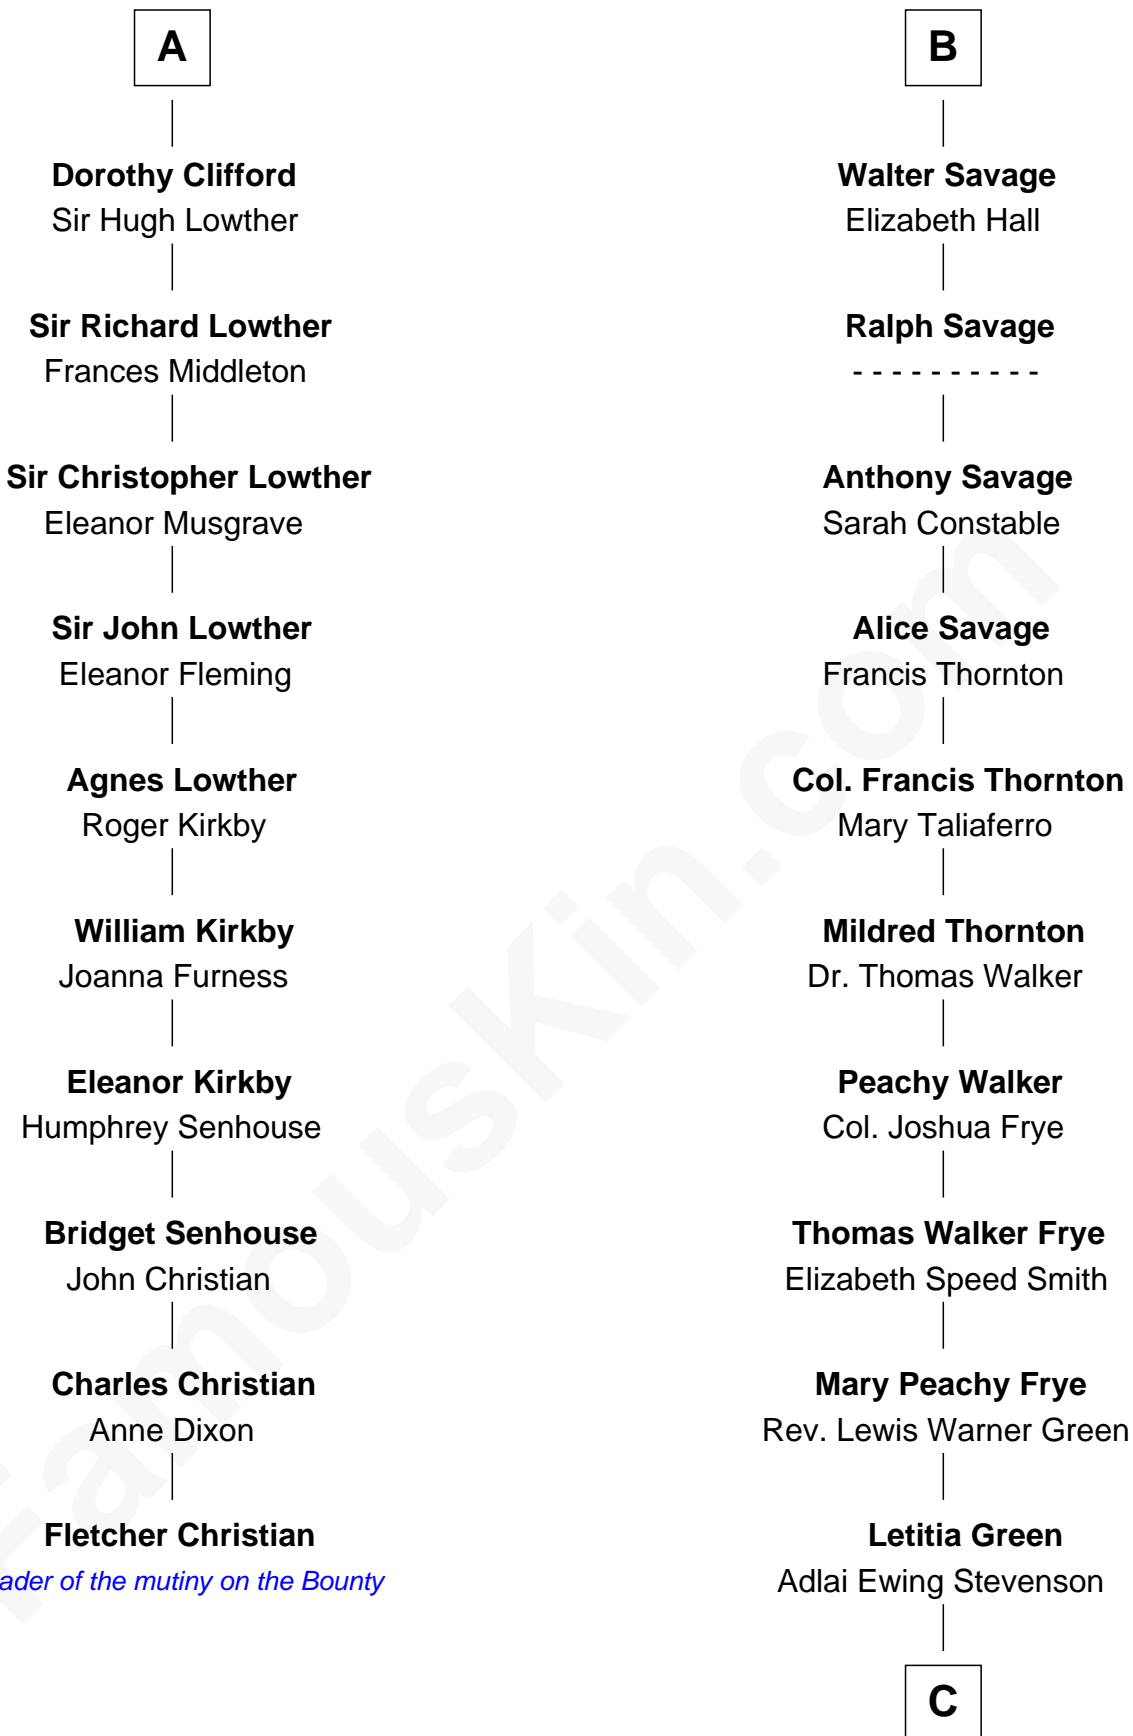 A
Dorothy Clifford
Sir Hugh Lowther
Sir Richard Lowther
Frances Middleton
Sir Christopher Lowther
Eleanor Musgrave
Sir John Lowther
Eleanor Fleming
Agnes Lowther
Roger Kirkby
William Kirkby
Joanna Furness
Eleanor Kirkby
Humphrey Senhouse
Bridget Senhouse
John Christian
Charles Christian
Anne Dixon
Fletcher Christian
ader of the mutiny on the Bounty
B
Walter Savage
Elizabeth Hall
Ralph Savage
- - - - - - - - - -
Anthony Savage
Sarah Constable
Alice Savage
Francis Thornton
Col. Francis Thornton
Mary Taliaferro
Mildred Thornton
Dr. Thomas Walker
Peachy Walker
Col. Joshua Frye
Thomas Walker Frye
Elizabeth Speed Smith
Mary Peachy Frye
Rev. Lewis Warner Green
Letitia Green
Adlai Ewing Stevenson
C
FamousKin.com